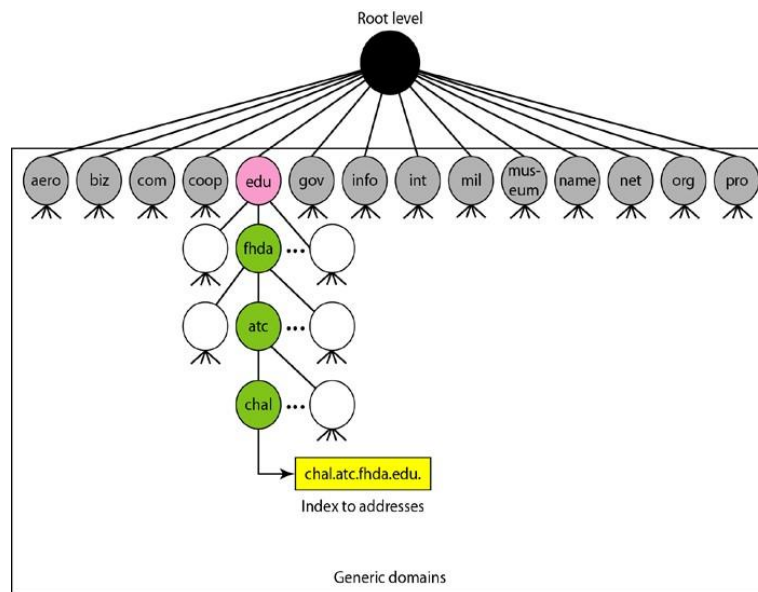 Root level
aero biz com coop edu gov info int mil mus-
eum name net org pro
fhda ...
atc ...
chal ...
chal.atc.fhda.edu.
Index to addresses
Generic domains